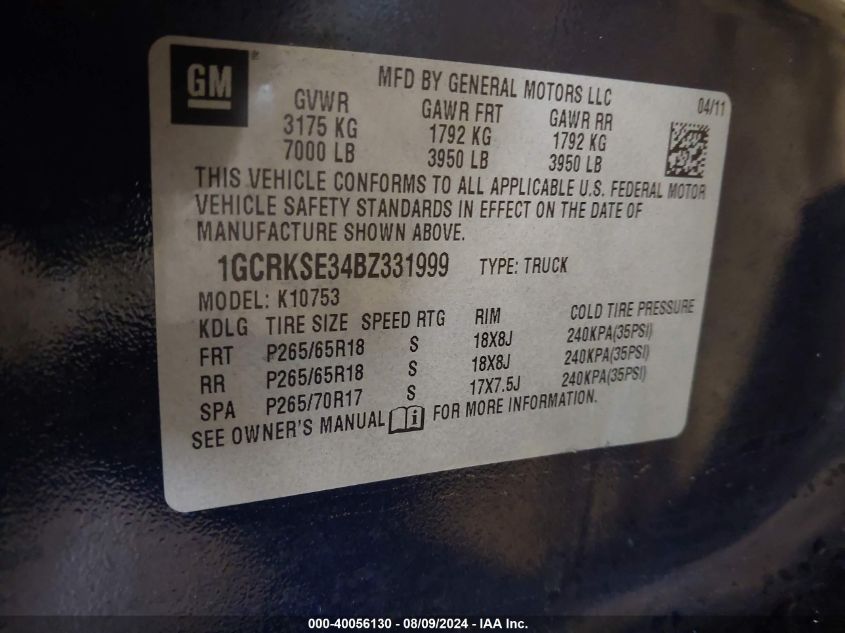 GM
MFD BY GENERAL MOTORS LLC
04/11
GVWR GAWR FRT GAWR RR
3175 KG 1792 KG 1792 KG
7000 LB 3950 LB 3950 LB
THIS VEHICLE CONFORMS TO ALL APPLICABLE U.S. FEDERAL MOTOR
VEHICLE SAFETY STANDARDS IN EFFECT ON THE DATE OF
MANUFACTURE SHOWN ABOVE.
1GCRKSE34BZ331999 TYPE: TRUCK
MODEL: K10753
KDLG TIRE SIZE SPEED RTG RIM COLD TIRE PRESSURE
FRT P265/65R18 S 18X8J 240KPA(35PSI)
RR P265/65R18 S 18X8J 240KPA(35PSI)
SPA P265/70R17 S 17X7.5J 240KPA(35PSI)
SEE OWNER'S MANUAL i FOR MORE INFORMATION.
000-40056130 - 08/09/2024 - IAA Inc.